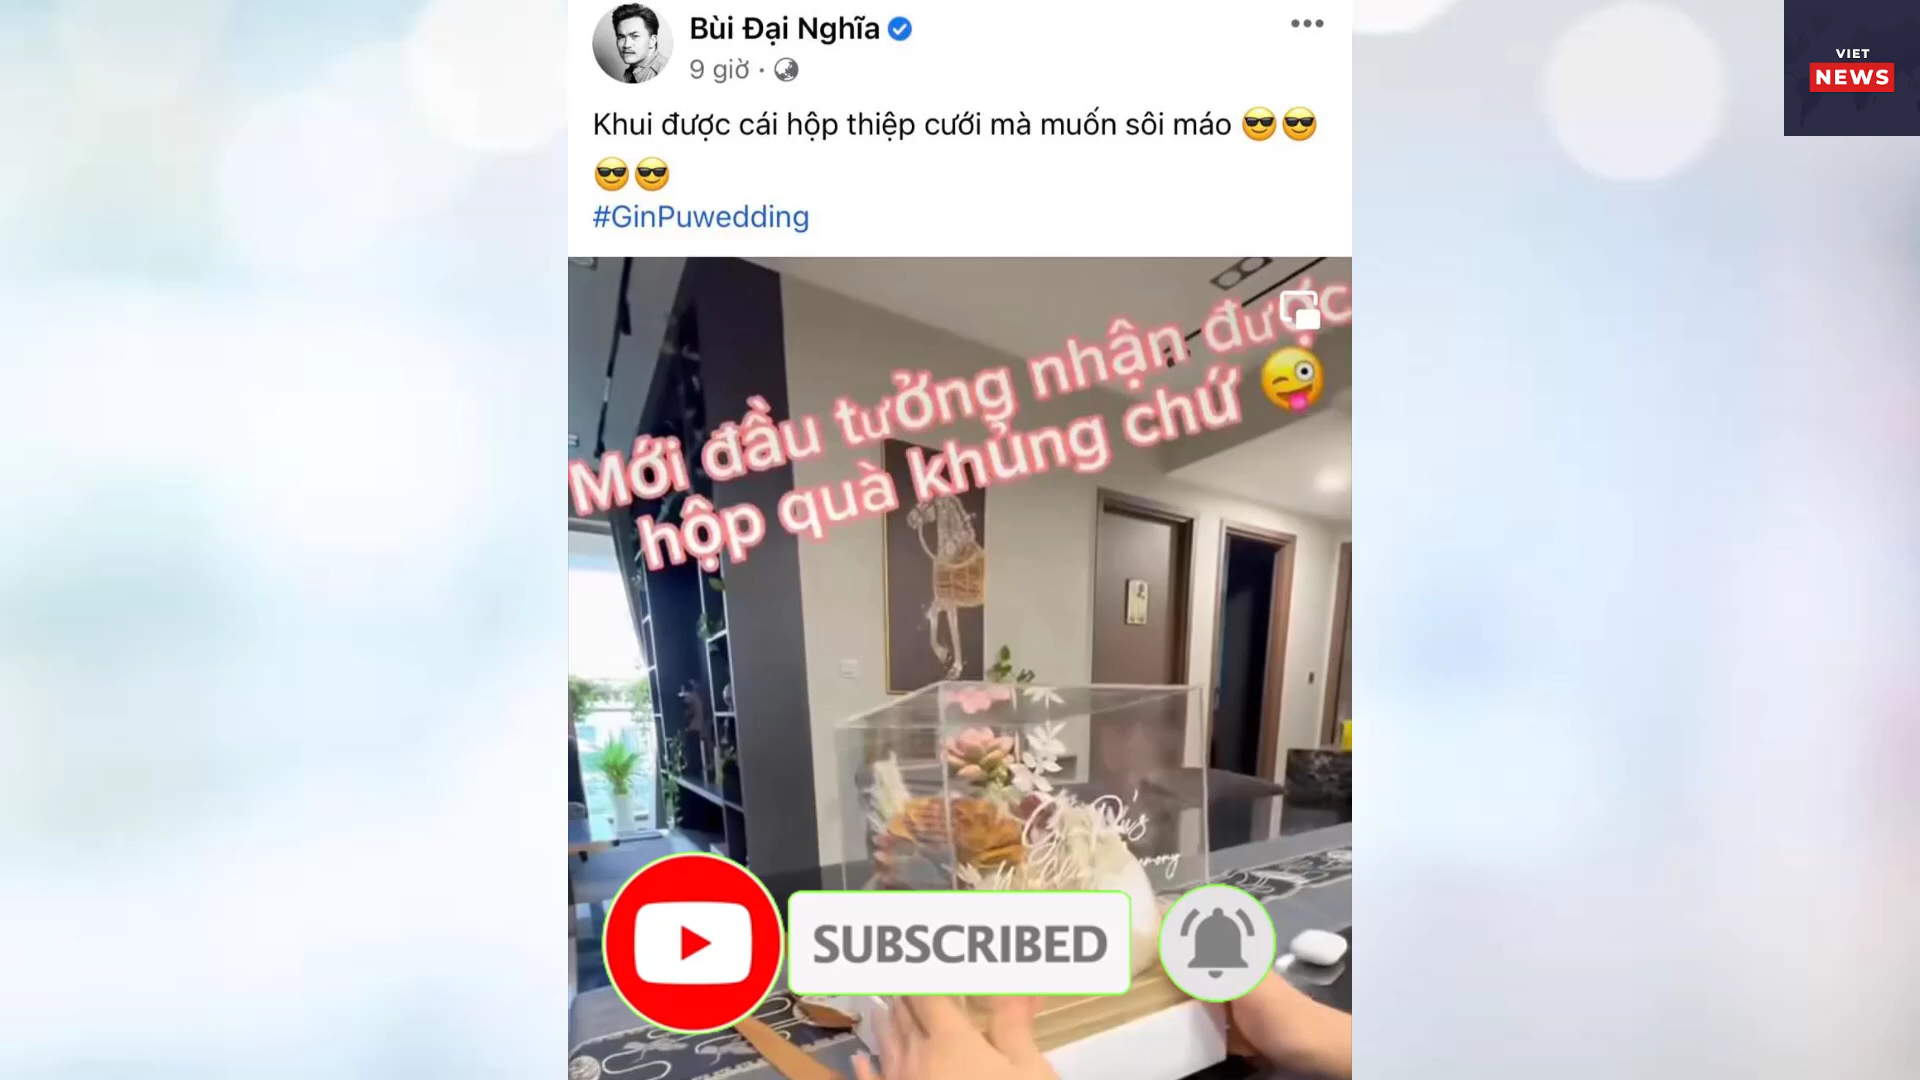 Bùi Đại Nghĩa
9 giờ ·
Khui được cái hộp thiệp cưới mà muốn sôi máo 😎😎
😎😎
#GinPuwedding
VIET
NEWS
Mới đầu tưởng nhận được
hộp quà khủng chứ 😜
SUBSCRIBED